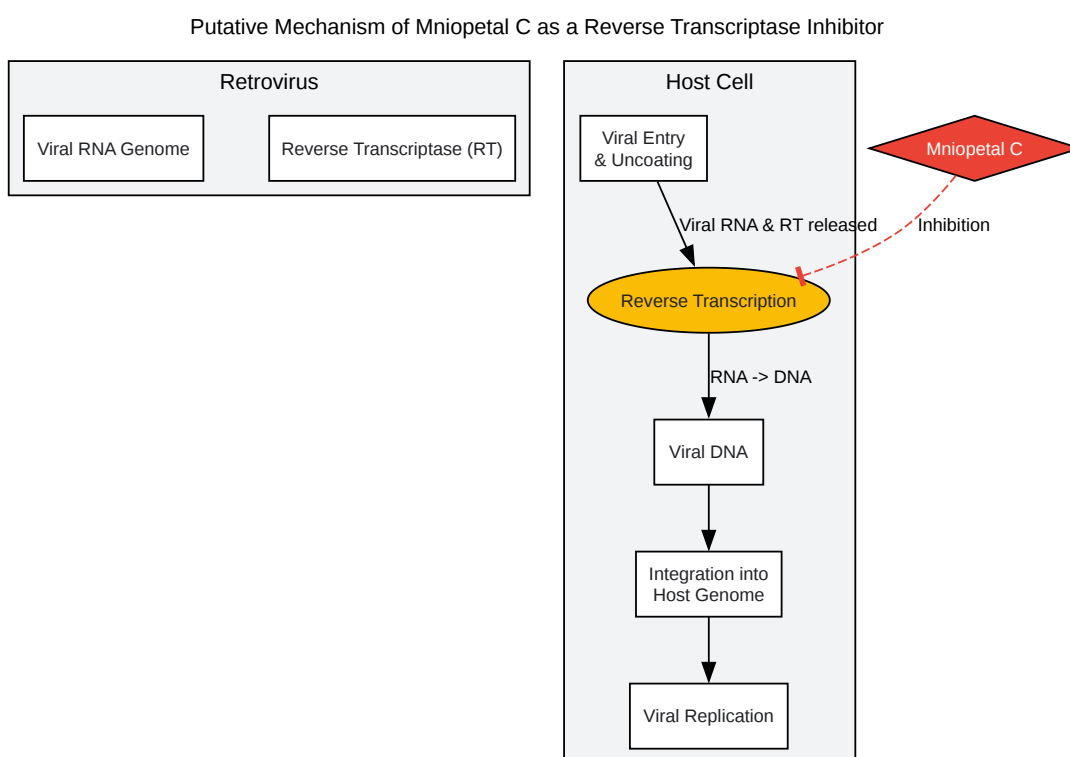 Putative Mechanism of Mniopetal C as a Reverse Transcriptase Inhibitor
Retrovirus
Viral RNA Genome
Reverse Transcriptase (RT)
Host Cell
Viral Entry
& Uncoating
Mniopetal C
Viral RNA & RT released
Inhibition
Reverse Transcription
RNA -> DNA
Viral DNA
Integration into
Host Genome
Viral Replication